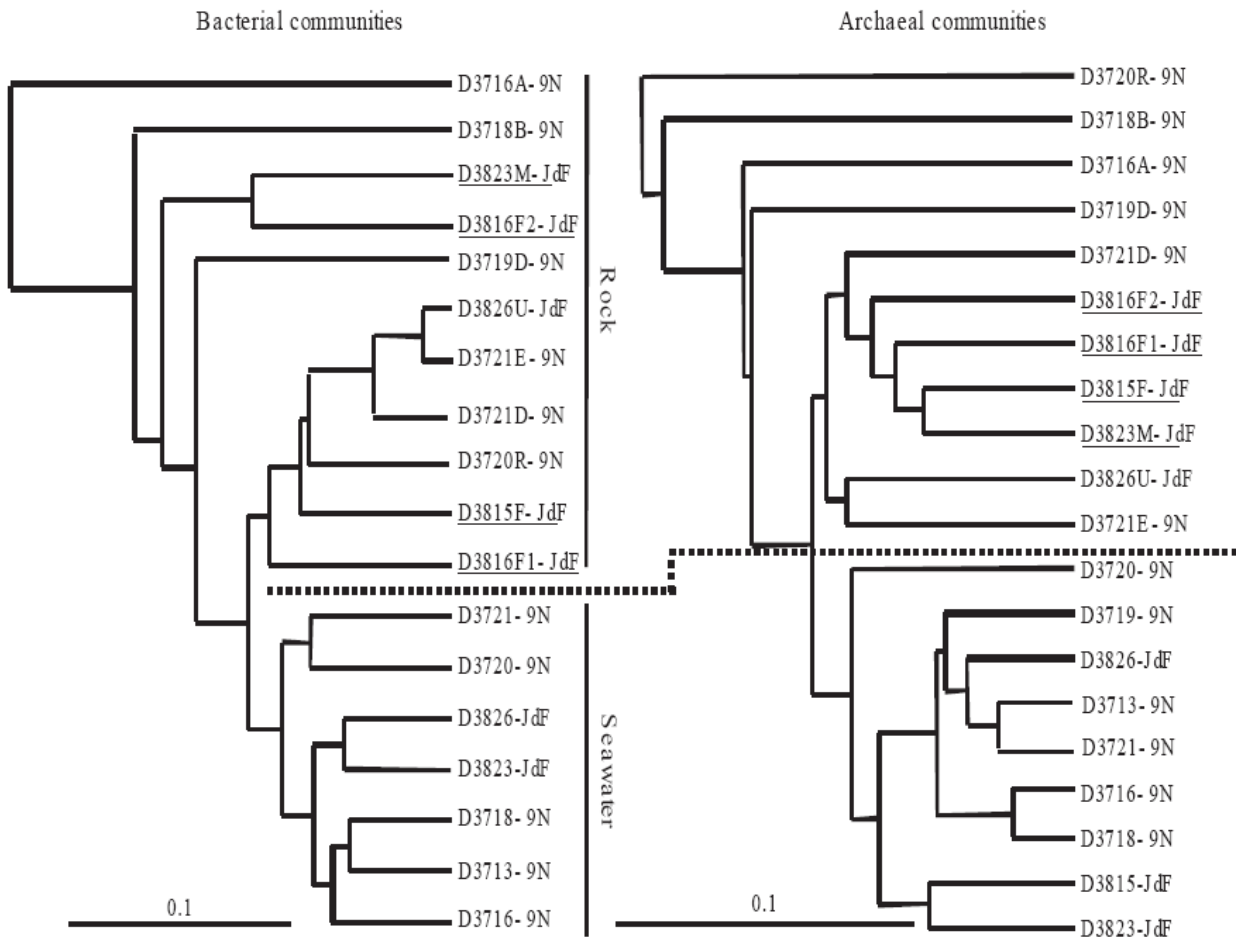 Bacterial communities
D3716A- 9N
D3718B- 9N
D3823M- JdF
D3816F2- JdF
D3719D- 9N
D3826U- JdF
D3721E- 9N
D3721D- 9N
D3720R- 9N
D3815F- JdF
D3816F1- JdF
D3721- 9N
D3720- 9N
D3826-JdF
D3823-JdF
D3718- 9N
D3713- 9N
D3716- 9N
0.1
Rock
Seawater
Archaeal communities
D3720R- 9N
D3718B- 9N
D3716A- 9N
D3719D- 9N
D3721D- 9N
D3816F2- JdF
D3816F1- JdF
D3815F- JdF
D3823M- JdF
D3826U- JdF
D3721E- 9N
D3720- 9N
D3719- 9N
D3826-JdF
D3713- 9N
D3721- 9N
D3716- 9N
D3718- 9N
D3815-JdF
D3823-JdF
0.1